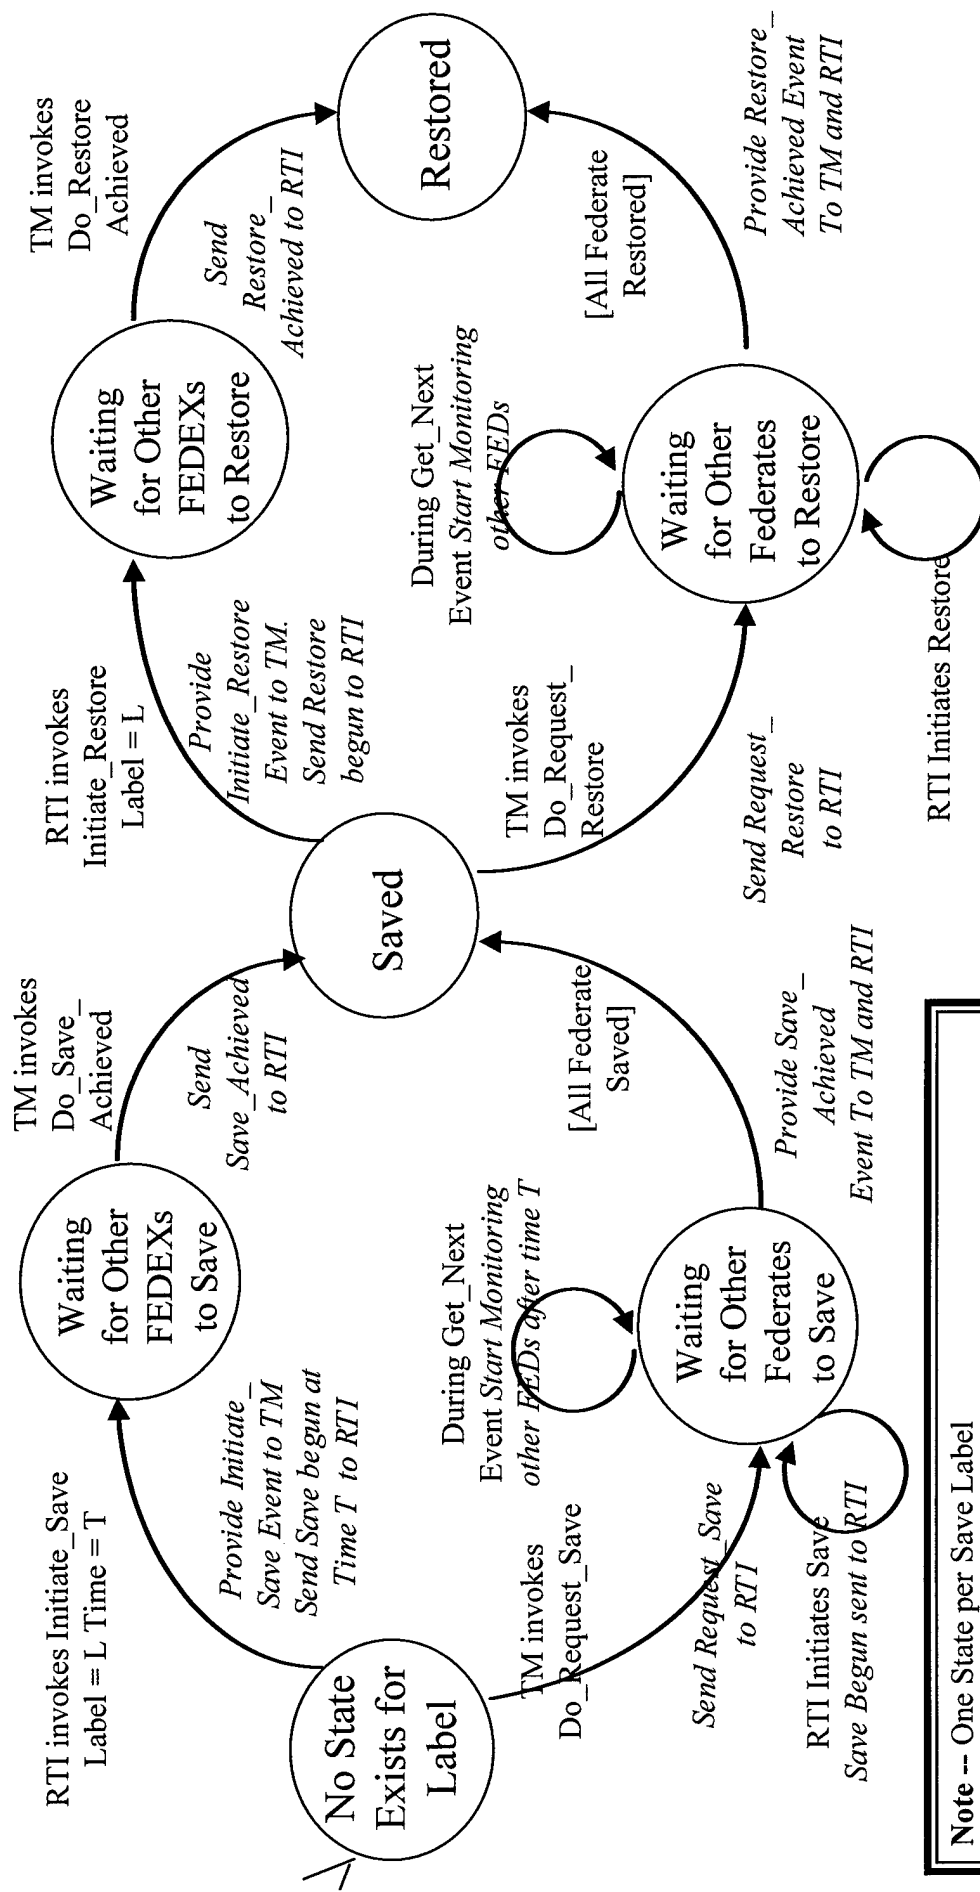 RTI invokes Initiate_Save
Label = L Time = T
Provide Initiate_
Save Event to TM
Send Save begun at
Time T to RTI
No State
Exists for
Label
TM invokes
Do_Request_Save
Send Request_Save
to RTI
Waiting
for Other
FEDEXs
to Save
TM invokes
Do_Save_
Achieved
Send
Save_Achieved
to RTI
During Get_Next
Event Start Monitoring
other FEDs after time T
Waiting
for Other
Federates
to Save
RTI Initiates Save
Save Begun sent to RTI
[All Federate
Saved]
Provide Save_
Achieved
Event To TM and RTI
Saved
RTI invokes
Initiate_Restore
Label = L
Provide
Initiate_Restore
Event to TM.
Send Restore
begun to RTI
TM invokes
Do_Request_
Restore
Send Request_
Restore
to RTI
Waiting
for Other
FEDEXs
to Restore
TM invokes
Do_Restore
Achieved
Send
Restore_
Achieved to RTI
During Get_Next
Event Start Monitoring
other FEDs
Waiting
for Other
Federates
to Restore
RTI Initiates Restore
[All Federate
Restored]
Provide Restore_
Achieved Event
To TM and RTI
Restored
Note -- One State per Save Label